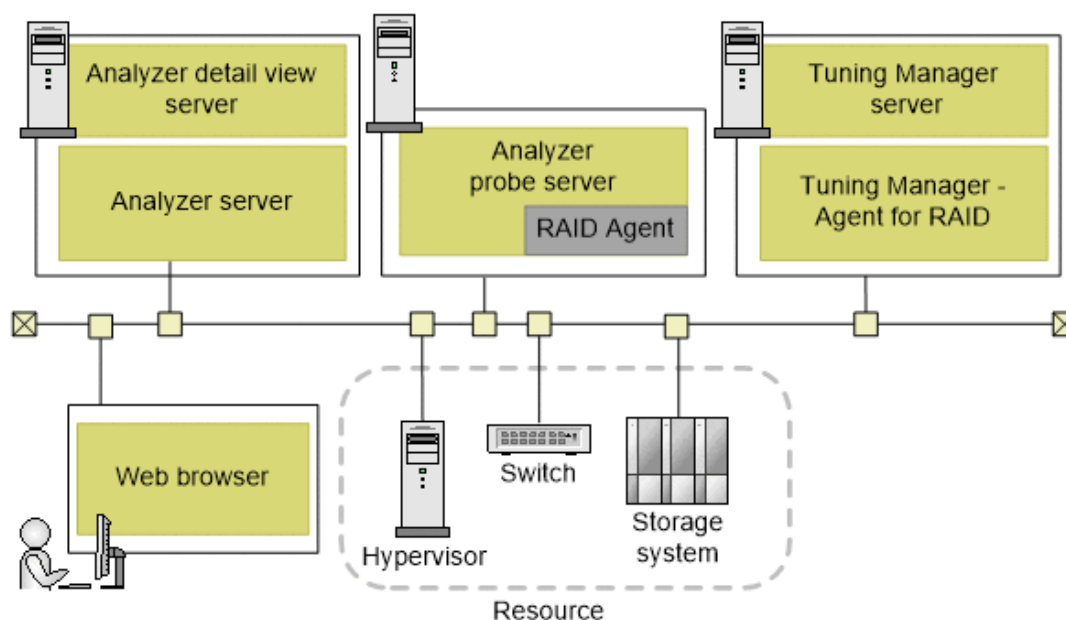 Analyzer detail view
server
Analyzer server
Analyzer
probe server
RAID Agent
Tuning Manager
server
Tuning Manager -
Agent for RAID
Web browser
Hypervisor
Switch
Storage
system
Resource